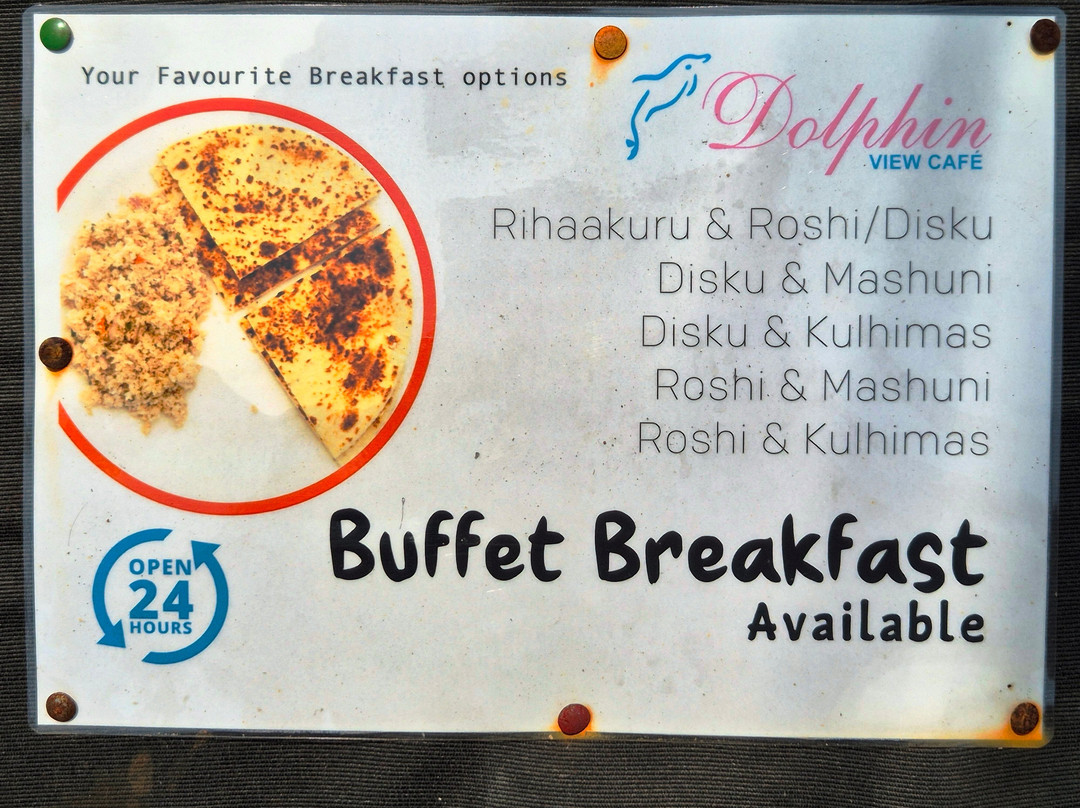 Your Favourite Breakfast options
Dolphin
VIEW CAFÉ
Rihaakuru & Roshi/Disku
Disku & Mashuni
Disku & Kulhimas
Roshi & Mashuni
Roshi & Kulhimas
Buffet Breakfast
Available
OPEN
24
HOURS